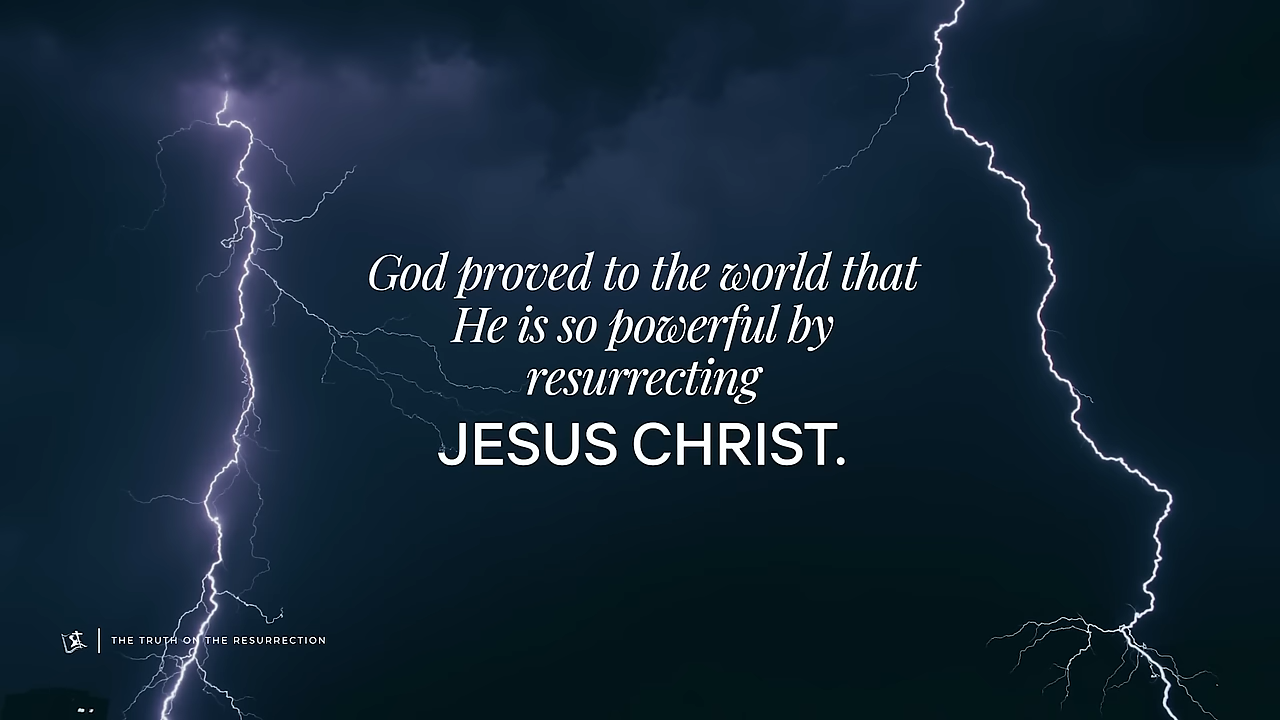 God proved to the world that
He is so powerful by
resurrecting
JESUS CHRIST.
THE TRUTH ON THE RESURRECTION